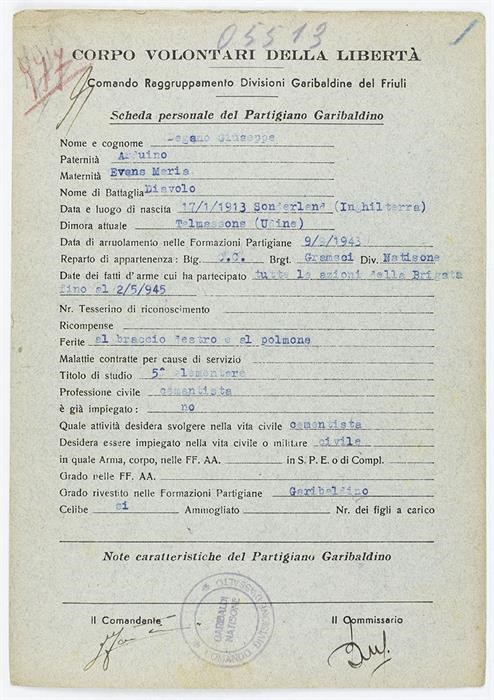 05513
1
977
CORPO VOLONTARI DELLA LIBERTÀ
Comando Raggruppamento Divisioni Garibaldine del Friuli
Scheda personale del Partigiano Garibaldino
Nome e cognome Degano Giuseppe
Paternità Arduino
Maternità Evans Maria
Nome di Battaglia Diavolo
Data e luogo di nascita 17/1/1913 Sonderland (Inghilterra)
Dimora attuale Telmassons (Udine)
Data di arruolamento nelle Formazioni Partigiane 9/9/1943
Reparto di appartenenza: Btg. Brgt. Gramsci Div. Natisone
Date dei fatti d'arme cui ha partecipato tutte le azioni della Brigata
fino al 2/5/945
Nr. Tesserino di riconoscimento
Ricompense
Ferite al braccio destro e al polmone
Malattie contratte per cause di servizio
Titolo di studio 5^ elementare
Professione civile cementista
è già impiegato: no
Quale attività desidera svolgere nella vita civile cementista
Desidera essere impiegato nella vita civile o militare civile
in quale Arma, corpo, nelle FF. AA. in S. P. E. o di Compl.
Grado nelle FF. AA.
Grado rivestito nelle Formazioni Partigiane Garibaldino
Celibe si Ammogliato Nr. dei figli a carico
Note caratteristiche del Partigiano Garibaldino
GARIBALDI
NATISONE
Il Comandante Il Commissario